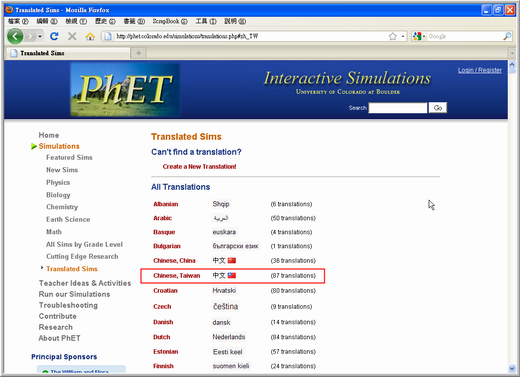 Translated Sims - Mozilla Firefox
檔案(F) 編輯(E) 檢視(V) 歷史(S) 書籤(B) ScrapBook (C) 工具(T) 說明(H)
http://phet.colorado.edu/simulations/translations.php#zh_TW
Google
Translated Sims
PhET
Interactive Simulations
UNIVERSITY OF COLORADO AT BOULDER
Login / Register
Search
Go
Home
Simulations
Featured Sims
New Sims
Physics
Biology
Chemistry
Earth Science
Math
All Sims by Grade Level
Cutting Edge Research
Translated Sims
Teacher Ideas & Activities
Run our Simulations
Troubleshooting
Contribute
Research
About PhET
Principal Sponsors
The William and Flora
Translated Sims
Can't find a translation?
Create a New Translation!
All Translations
Albanian Shqip (6 translations)
Arabic العربية (50 translations)
Basque euskara (4 translations)
Bulgarian български език (1 translations)
Chinese, China 中文 (36 translations)
Chinese, Taiwan 中文 (87 translations)
Croatian Hrvatski (80 translations)
Czech čeština (9 translations)
Danish dansk (14 translations)
Dutch Nederlands (84 translations)
Estonian Eesti keel (57 translations)
Finnish suomen kieli (24 translations)